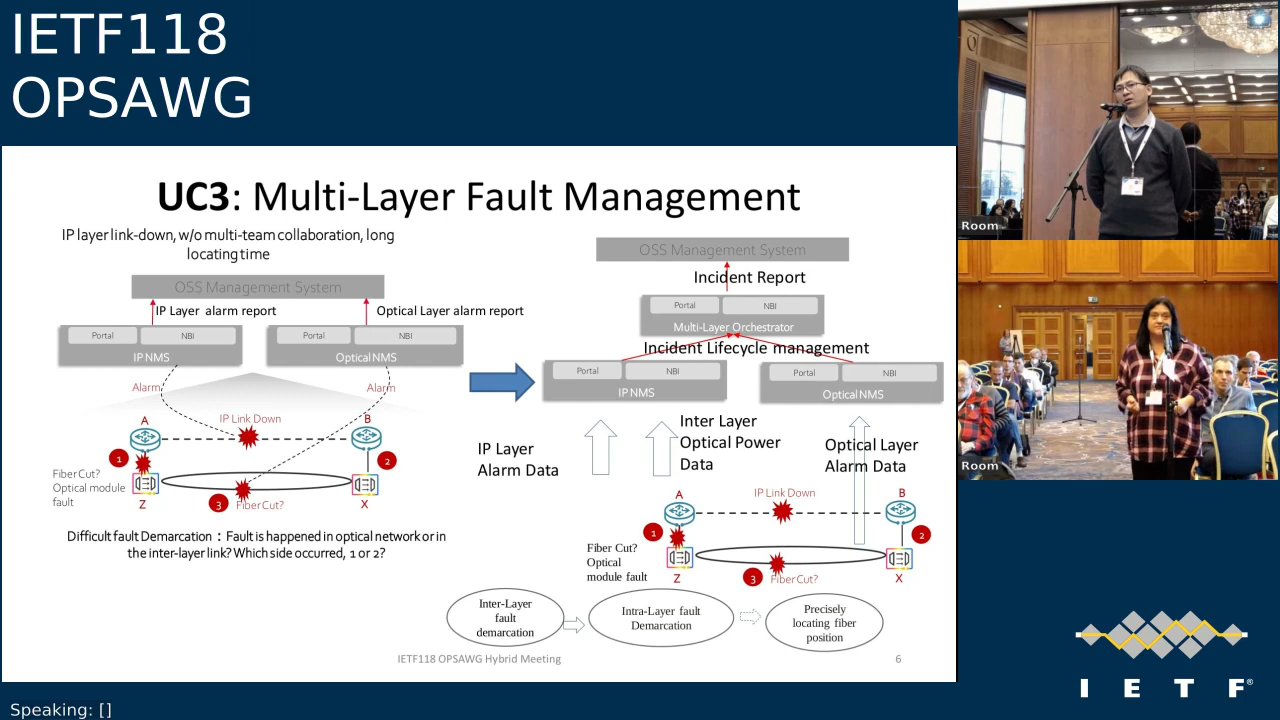 IETF118
OPSAWG
UC3: Multi-Layer Fault Management
IP layer link-down, w/o multi-team collaboration, long
locating time
OSS Management System
IP Layer alarm report
Optical Layer alarm report
Portal
NBI
IP NMS
Portal
NBI
Optical NMS
Alarm
Alarm
A
IP Link Down
B
1
2
Fiber Cut?
Optical module
fault
Z
3
Fiber Cut?
X
Difficult fault Demarcation：Fault is happened in optical network or in
the inter-layer link? Which side occurred, 1 or 2?
OSS Management System
Incident Report
Portal
NBI
Multi-Layer Orchestrator
Incident Lifecycle management
Portal
NBI
IP NMS
Portal
NBI
Optical NMS
IP Layer
Alarm Data
Inter Layer
Optical Power
Data
Optical Layer
Alarm Data
A
IP Link Down
B
1
2
Fiber Cut?
Optical
module fault
Z
3
Fiber Cut?
X
Inter-Layer
fault
demarcation
Intra-Layer fault
Demarcation
Precisely
locating fiber
position
IETF118 OPSAWG Hybrid Meeting
6
Room
Room
I E T F®
Speaking: []